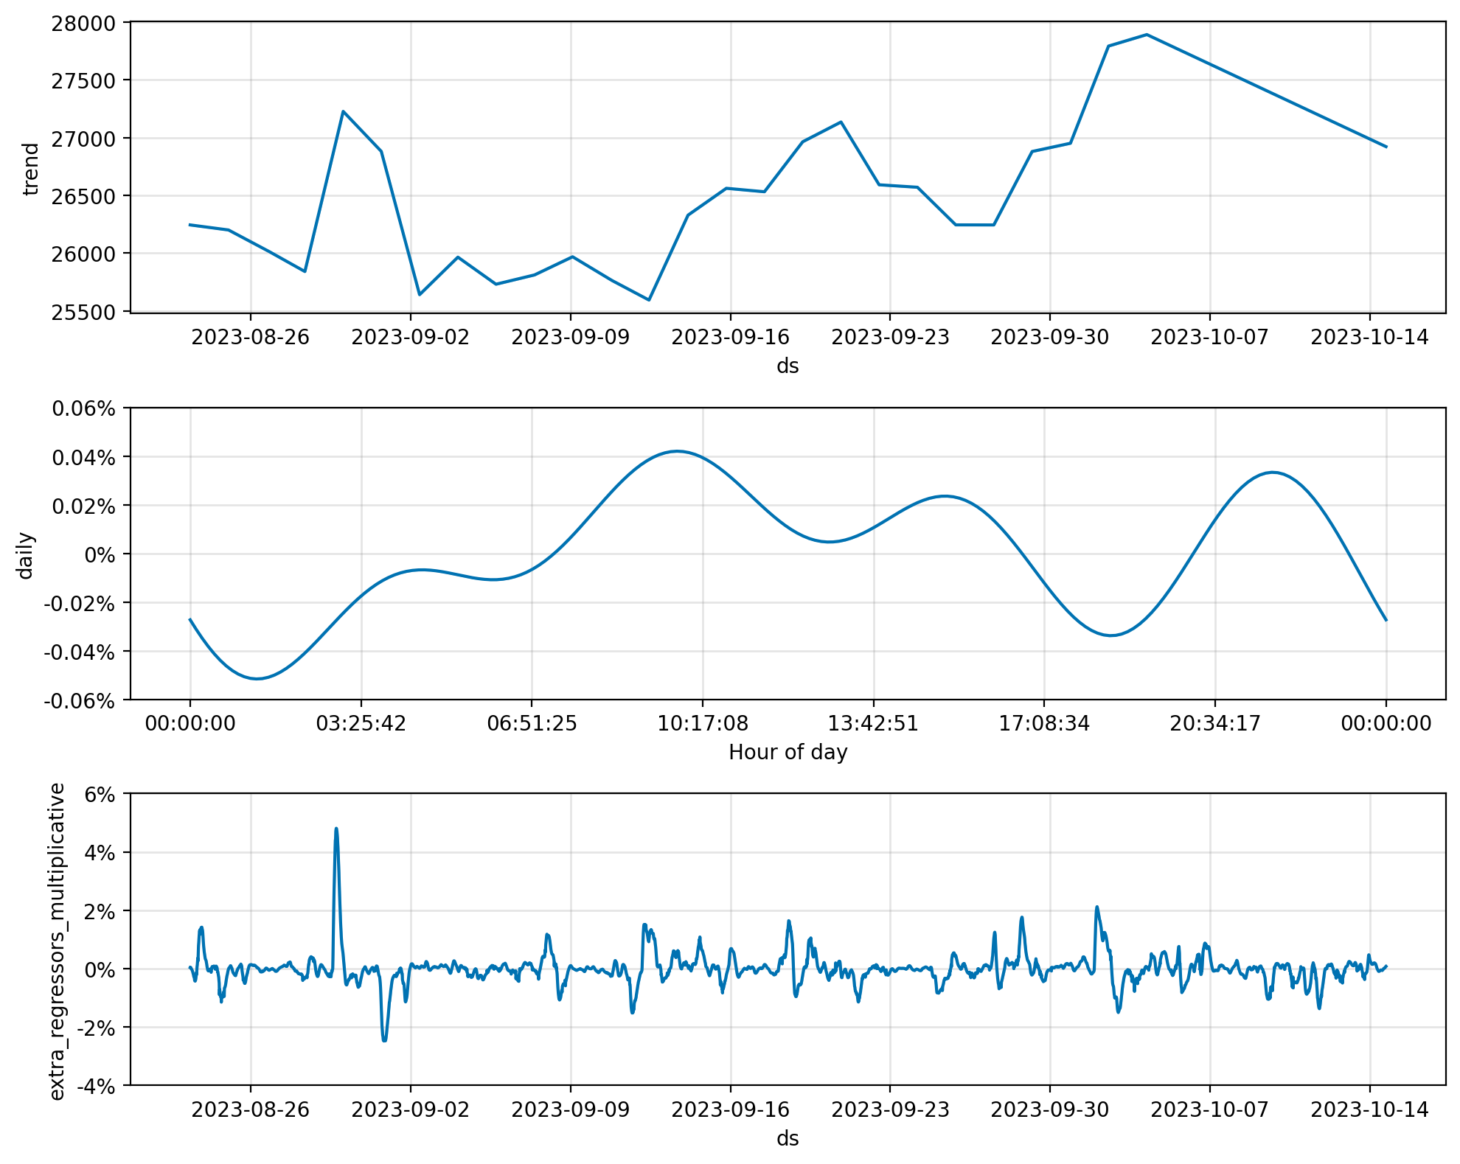 28000
27500
27000
26500
26000
25500
trend
2023-08-26 2023-09-02 2023-09-09 2023-09-16 2023-09-23 2023-09-30 2023-10-07 2023-10-14
ds
0.06%
0.04%
0.02%
0%
-0.02%
-0.04%
-0.06%
daily
00:00:00 03:25:42 06:51:25 10:17:08 13:42:51 17:08:34 20:34:17 00:00:00
Hour of day
6%
4%
2%
0%
-2%
-4%
extra_regressors_multiplicative
2023-08-26 2023-09-02 2023-09-09 2023-09-16 2023-09-23 2023-09-30 2023-10-07 2023-10-14
ds